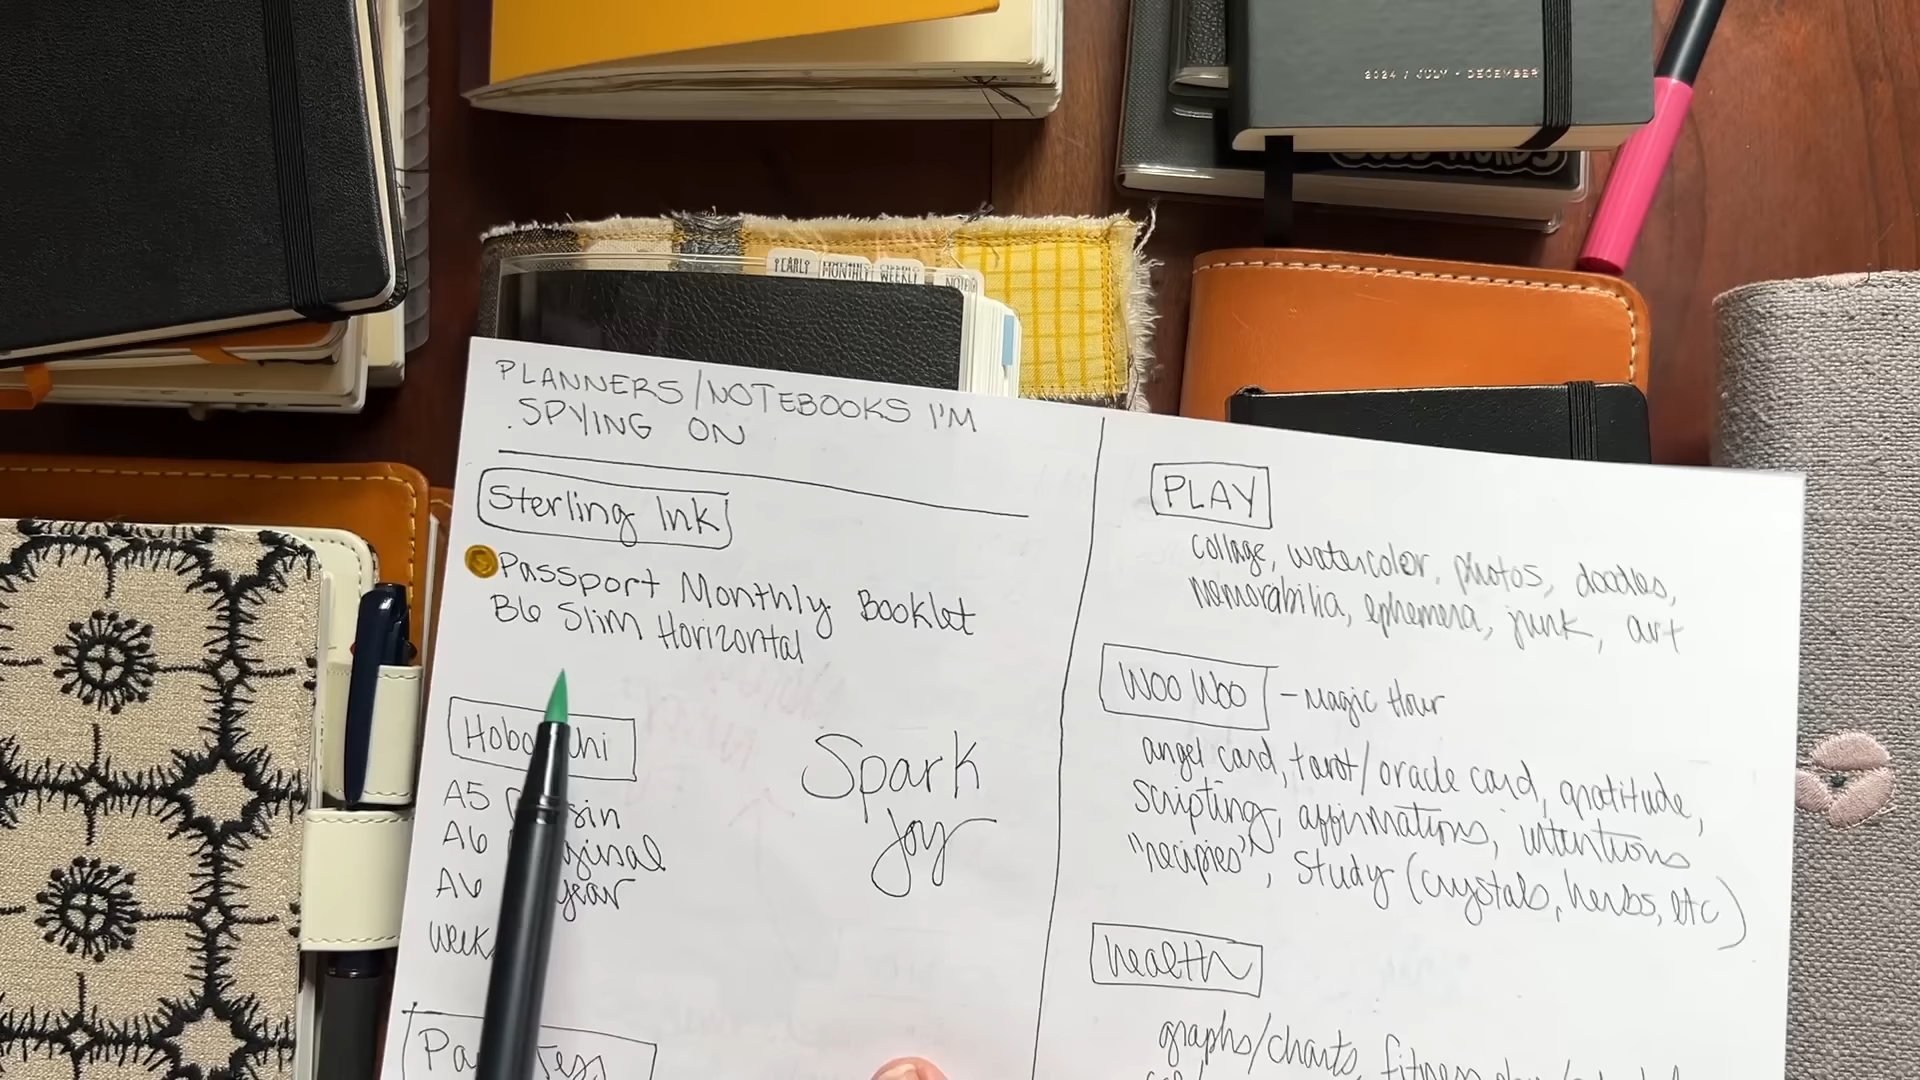 2024 / JULY - DECEMBER
YEARLY
MONTHLY
WEEKLY
PLANNERS/NOTEBOOKS I'M
SPYING ON
Sterling Ink
Passport Monthly Booklet
B6 Slim Horizontal
A5
A6
A6 year
Spark
Joy
PLAY
collage, watercolor, photos, doodles,
memorabilia, ephemera, junk, art
Woo Woo - Magic Hour
angel card, tarot/oracle card, gratitude,
scripting, affirmations, intentions
"recipies", study (crystals, herbs, etc)
health
graphs/charts,